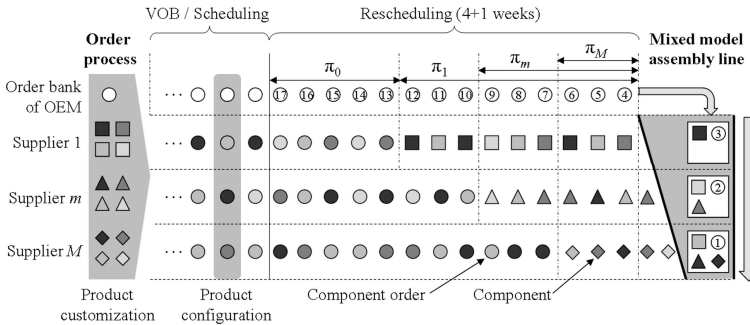 VOB / Scheduling
Rescheduling (4+1 weeks)
Order
process
π0
π1
πm
πM
Mixed model
assembly line
Order bank
of OEM
··· ⑰ ⑯ ⑮ ⑭ ⑬ ⑫ ⑪ ⑩ ⑨ ⑧ ⑦ ⑥ ⑤ ④
Supplier 1
··· ③
Supplier m
··· ②
Supplier M
··· ①
Product
customization
Product
configuration
Component order
Component